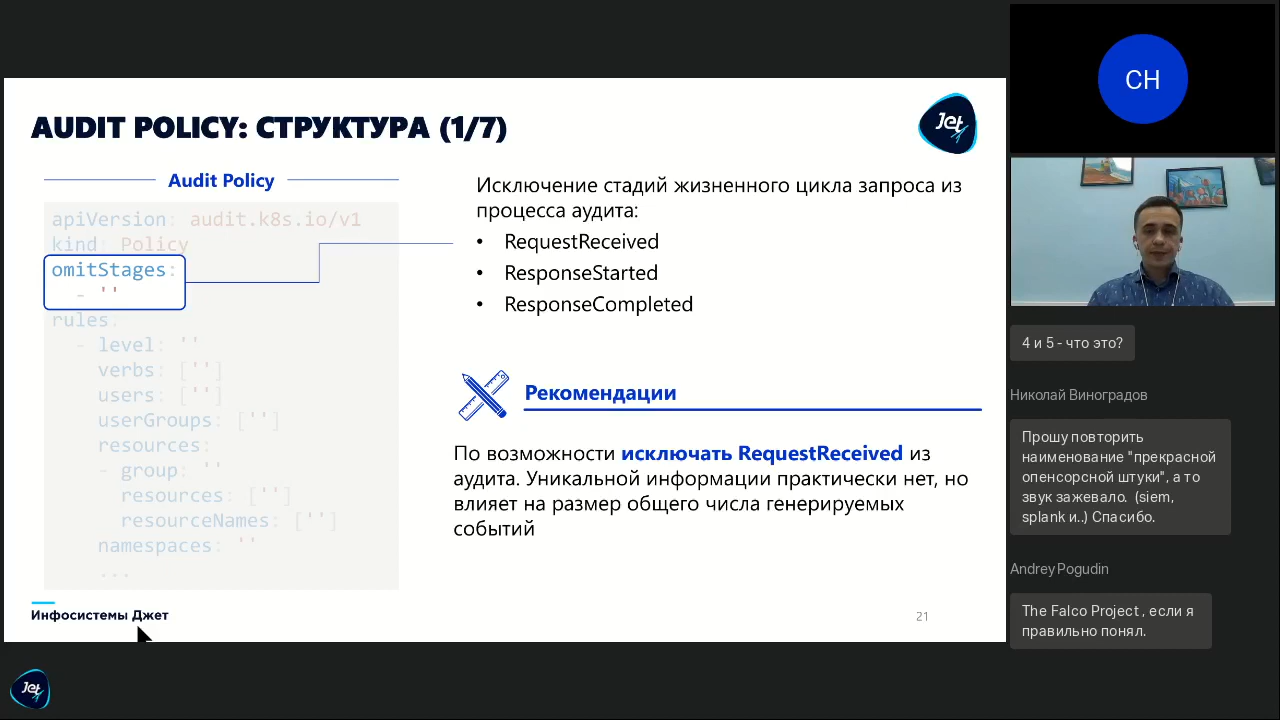 AUDIT POLICY: СТРУКТУРА (1/7)
Jet
Audit Policy
apiVersion: audit.k8s.io/v1
kind: Policy
omitStages:
- ''
rules:
- level: ''
verbs: ['']
users: ['']
userGroups: ['']
resources:
- group: ''
resources: ['']
resourceNames: ['']
namespaces: ''
...
Исключение стадий жизненного цикла запроса из
процесса аудита:
• RequestReceived
• ResponseStarted
• ResponseCompleted
Рекомендации
По возможности исключать RequestReceived из
аудита. Уникальной информации практически нет, но
влияет на размер общего числа генерируемых
событий
Инфосистемы Джет
21
Jet
CH
4 и 5 - что это?
Николай Виноградов
Прошу повторить
наименование "прекрасной
опенсорсной штуки", а то
звук зажевало. (siem,
splank и..) Спасибо.
Andrey Pogudin
The Falco Project , если я
правильно понял.